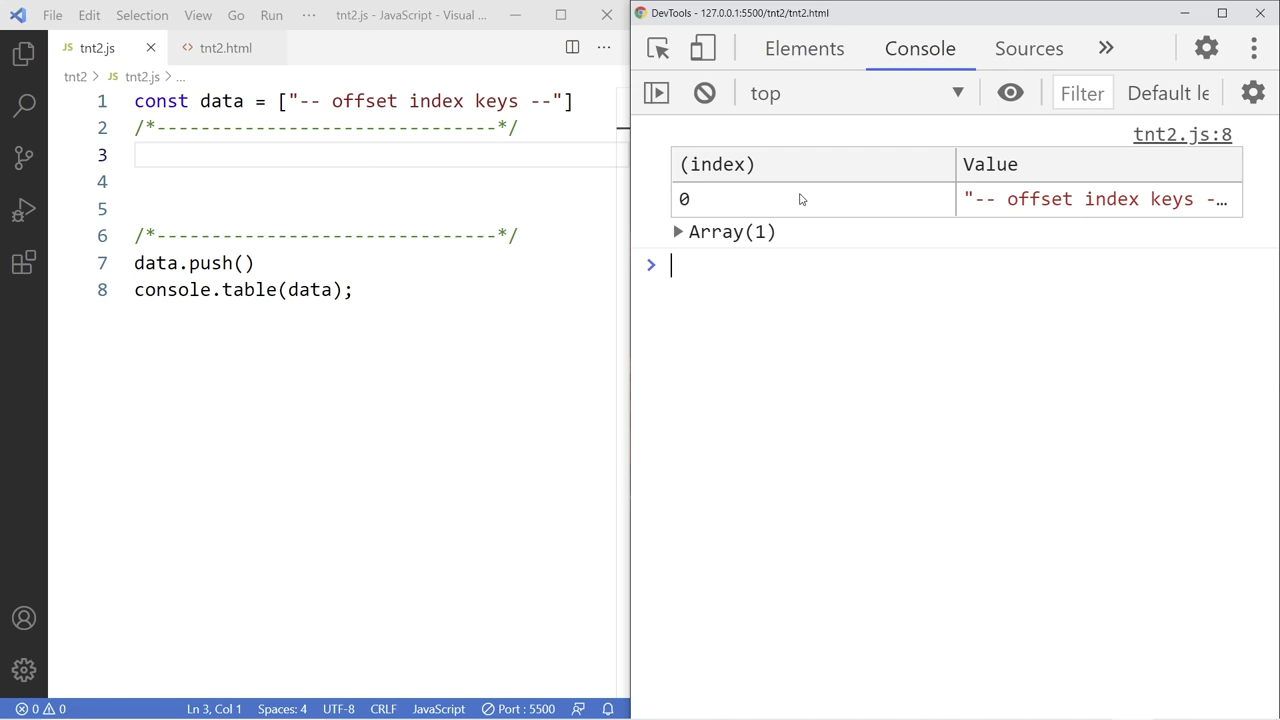 File Edit Selection View Go Run ··· tnt2.js JavaScript - Visual ...
JS tnt2.js
<> tnt2.html
tnt2 > JS tnt2.js > ...
1 const data = ["-- offset index keys --"]
2 /*-------------------------------*/
3
4
5
6 /*-------------------------------*/
7 data.push()
8 console.table(data);
0 0
Ln 3, Col 1 Spaces: 4 UTF-8 CRLF JavaScript Port : 5500
DevTools - 127.0.0.1:5500/tnt2/tnt2.html
Elements Console Sources »
top Filter Default le
tnt2.js:8
(index) Value
0 "-- offset index keys -…
Array(1)
>